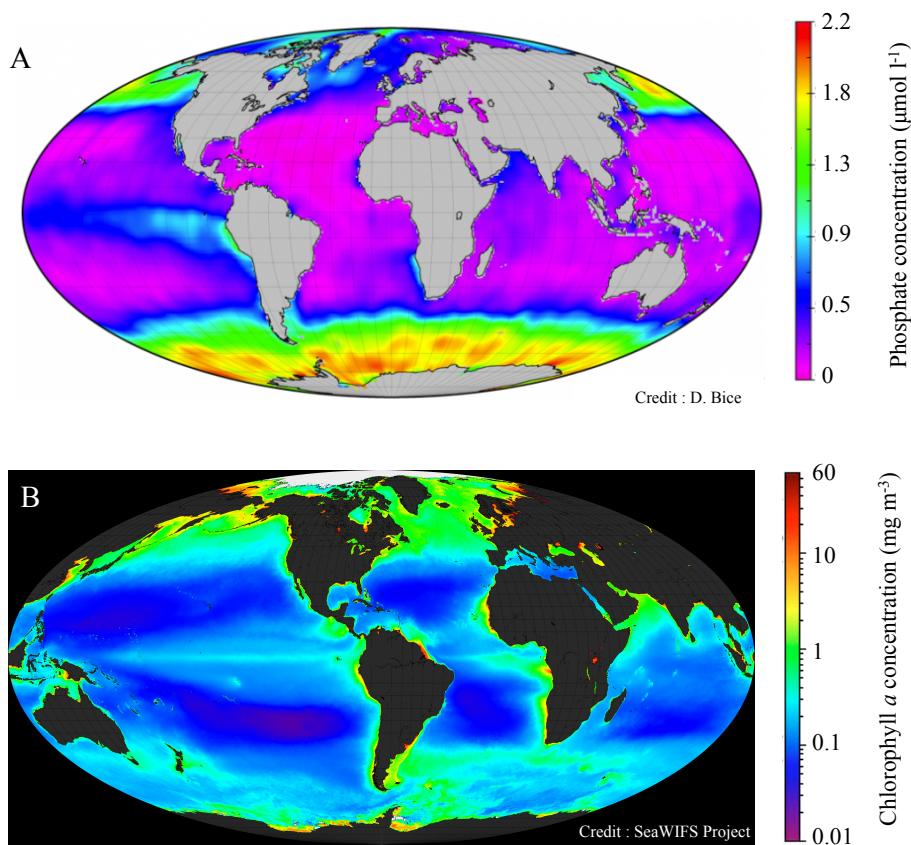 A
2.2
1.8
1.3
0.9
0.5
0
Phosphate concentration (µmol l⁻¹)
Credit : D. Bice
B
60
10
1
0.1
0.01
Chlorophyll a concentration (mg m⁻³)
Credit : SeaWIFS Project